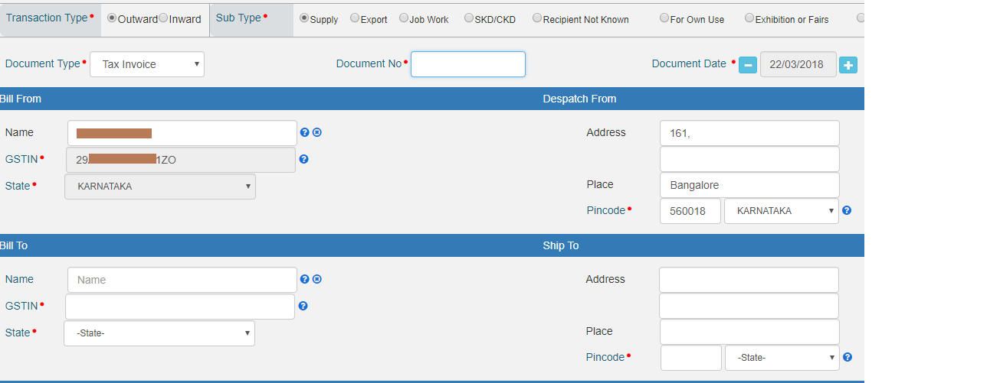 Transaction Type Outward Inward Sub Type Supply Export Job Work SKD/CKD Recipient Not Known For Own Use Exhibition or Fairs
Document Type Tax Invoice Document No Document Date 22/03/2018
Bill From Despatch From
Name Address 161,
GSTIN 29 1ZO
State KARNATAKA Place Bangalore
Pincode 560018 KARNATAKA
Bill To Ship To
Name Name Address
GSTIN
State -State- Place
Pincode -State-